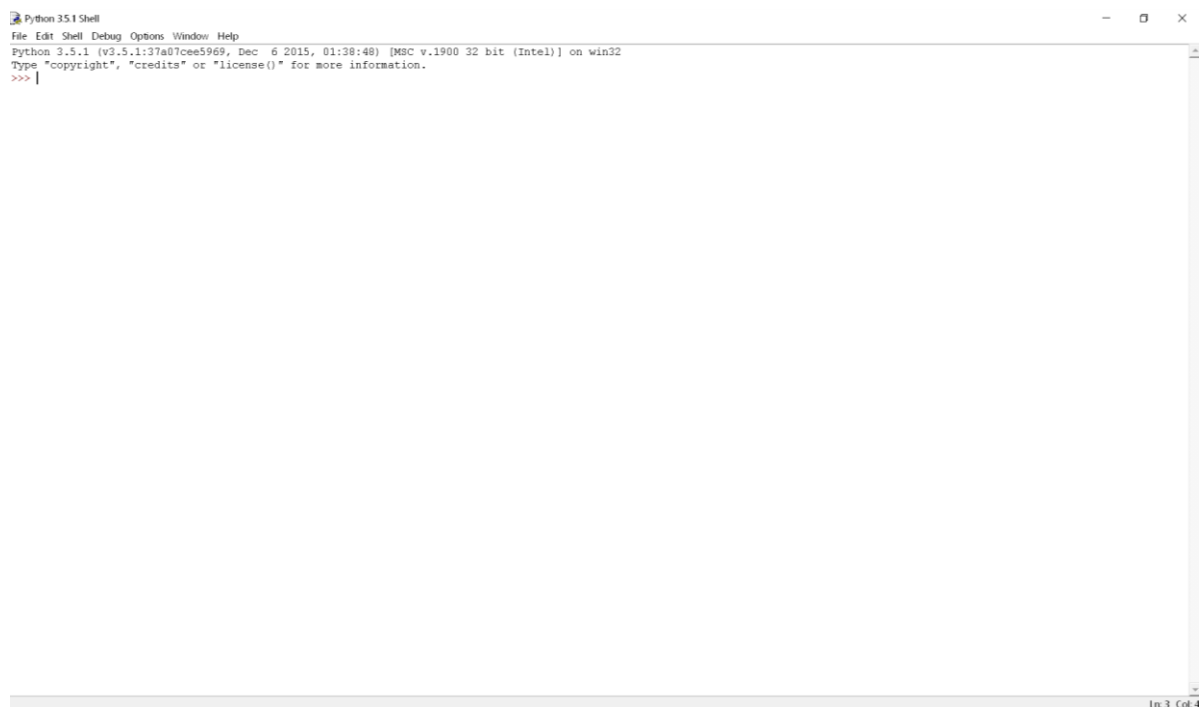 Python 3.5.1 Shell
File Edit Shell Debug Options Window Help
Python 3.5.1 (v3.5.1:37a07cee5969, Dec  6 2015, 01:38:48) [MSC v.1900 32 bit (Intel)] on win32
Type "copyright", "credits" or "license()" for more information.
>>>
Ln: 3 Col: 4